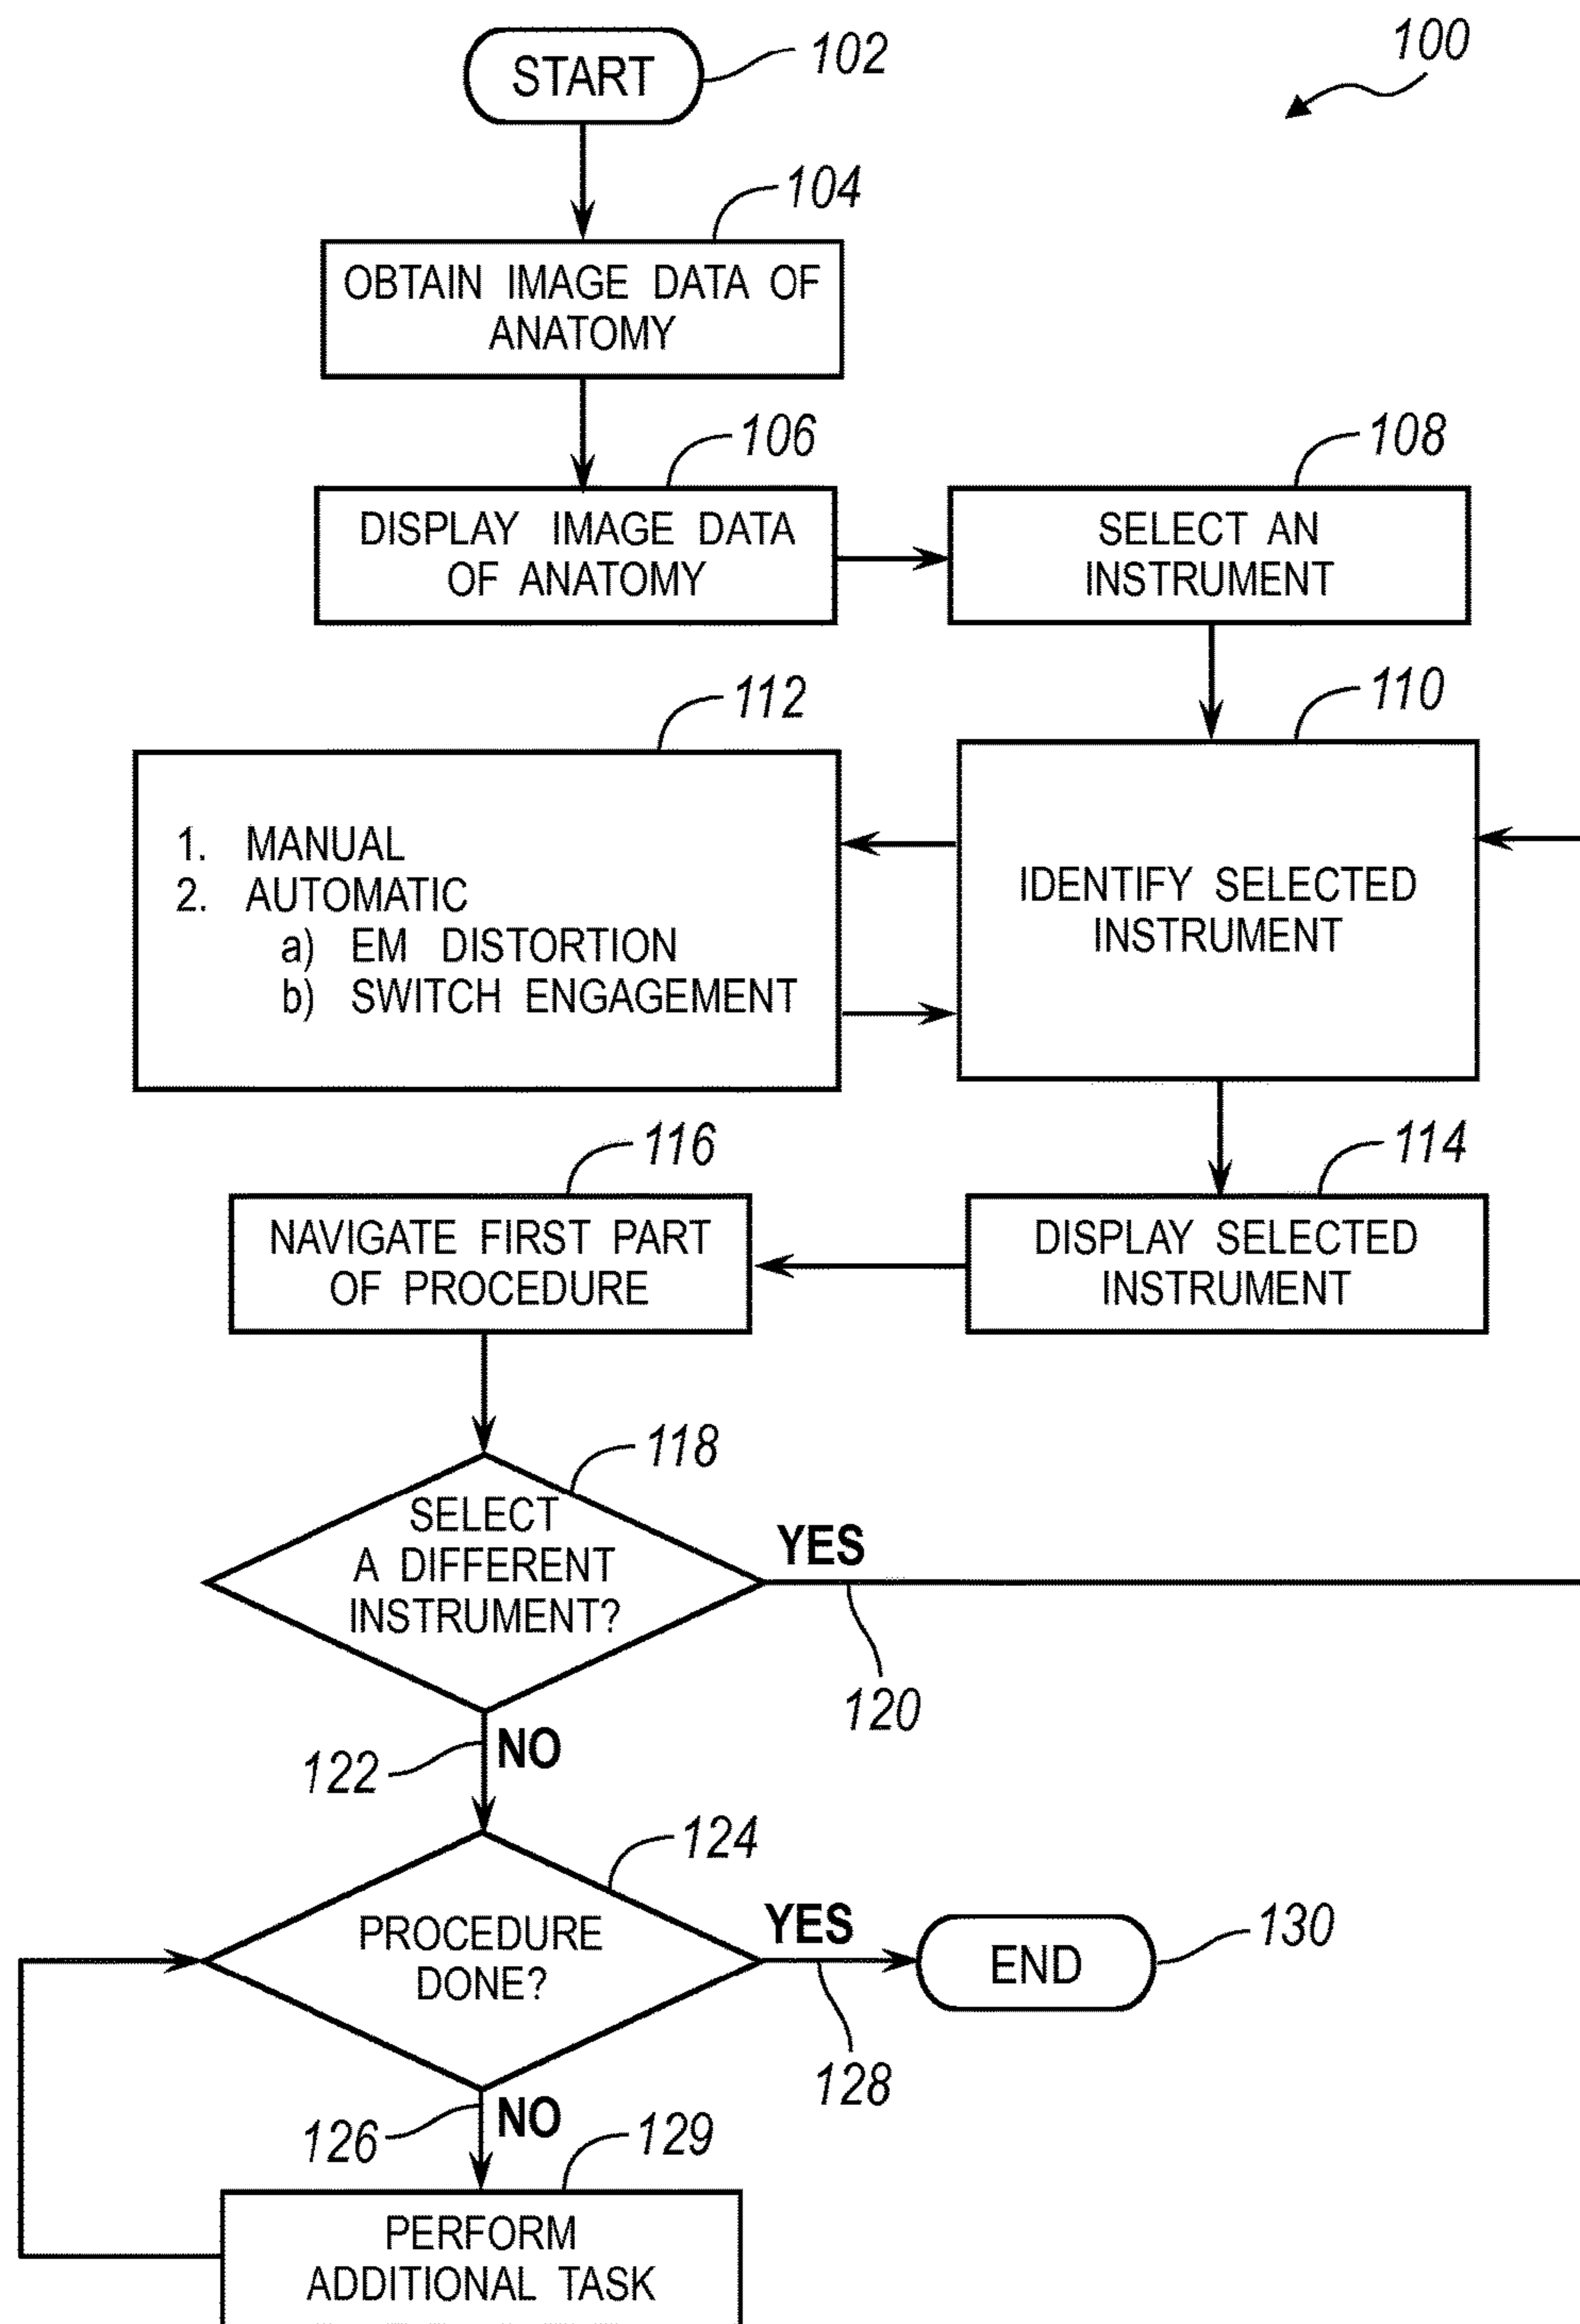 100
START
102
104
OBTAIN IMAGE DATA OF
ANATOMY
106
DISPLAY IMAGE DATA
OF ANATOMY
108
SELECT AN
INSTRUMENT
110
IDENTIFY SELECTED
INSTRUMENT
112
1. MANUAL
2. AUTOMATIC
a) EM DISTORTION
b) SWITCH ENGAGEMENT
114
DISPLAY SELECTED
INSTRUMENT
116
NAVIGATE FIRST PART
OF PROCEDURE
118
SELECT
A DIFFERENT
INSTRUMENT?
YES
120
122
NO
124
PROCEDURE
DONE?
YES
128
END
130
126
NO
129
PERFORM
ADDITIONAL TASK